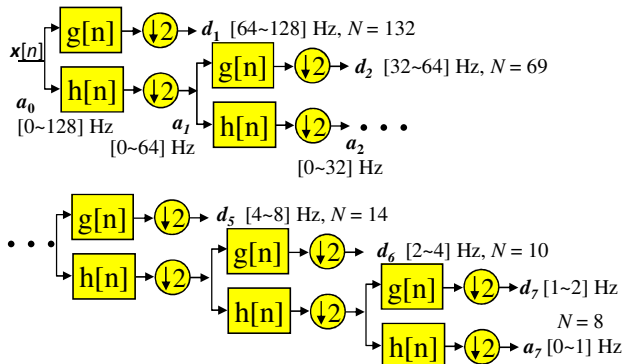 g[n] ↓2 d₁ [64~128] Hz, N = 132
x[n]
h[n] ↓2 g[n] ↓2 d₂ [32~64] Hz, N = 69
a₀
[0~128] Hz
a₁
h[n] ↓2 • • •
[0~64] Hz
a₂
[0~32] Hz
g[n] ↓2 d₅ [4~8] Hz, N = 14
• • •
h[n] ↓2 g[n] ↓2 d₆ [2~4] Hz, N = 10
h[n] ↓2 g[n] ↓2 d₇ [1~2] Hz
N = 8
h[n] ↓2 a₇ [0~1] Hz